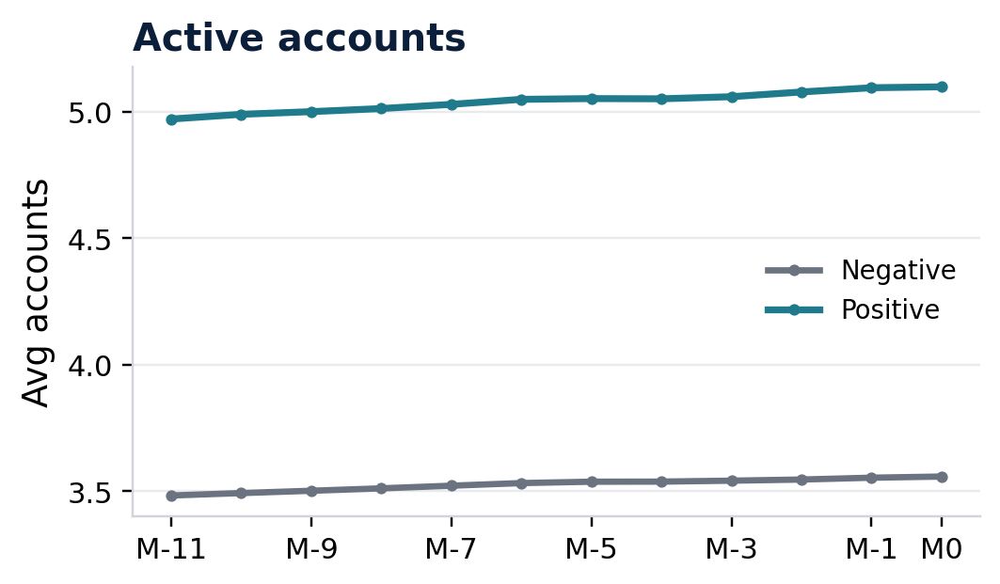 Active accounts
Avg accounts
5.0
4.5
4.0
3.5
Negative
Positive
M-11 M-9 M-7 M-5 M-3 M-1 M0